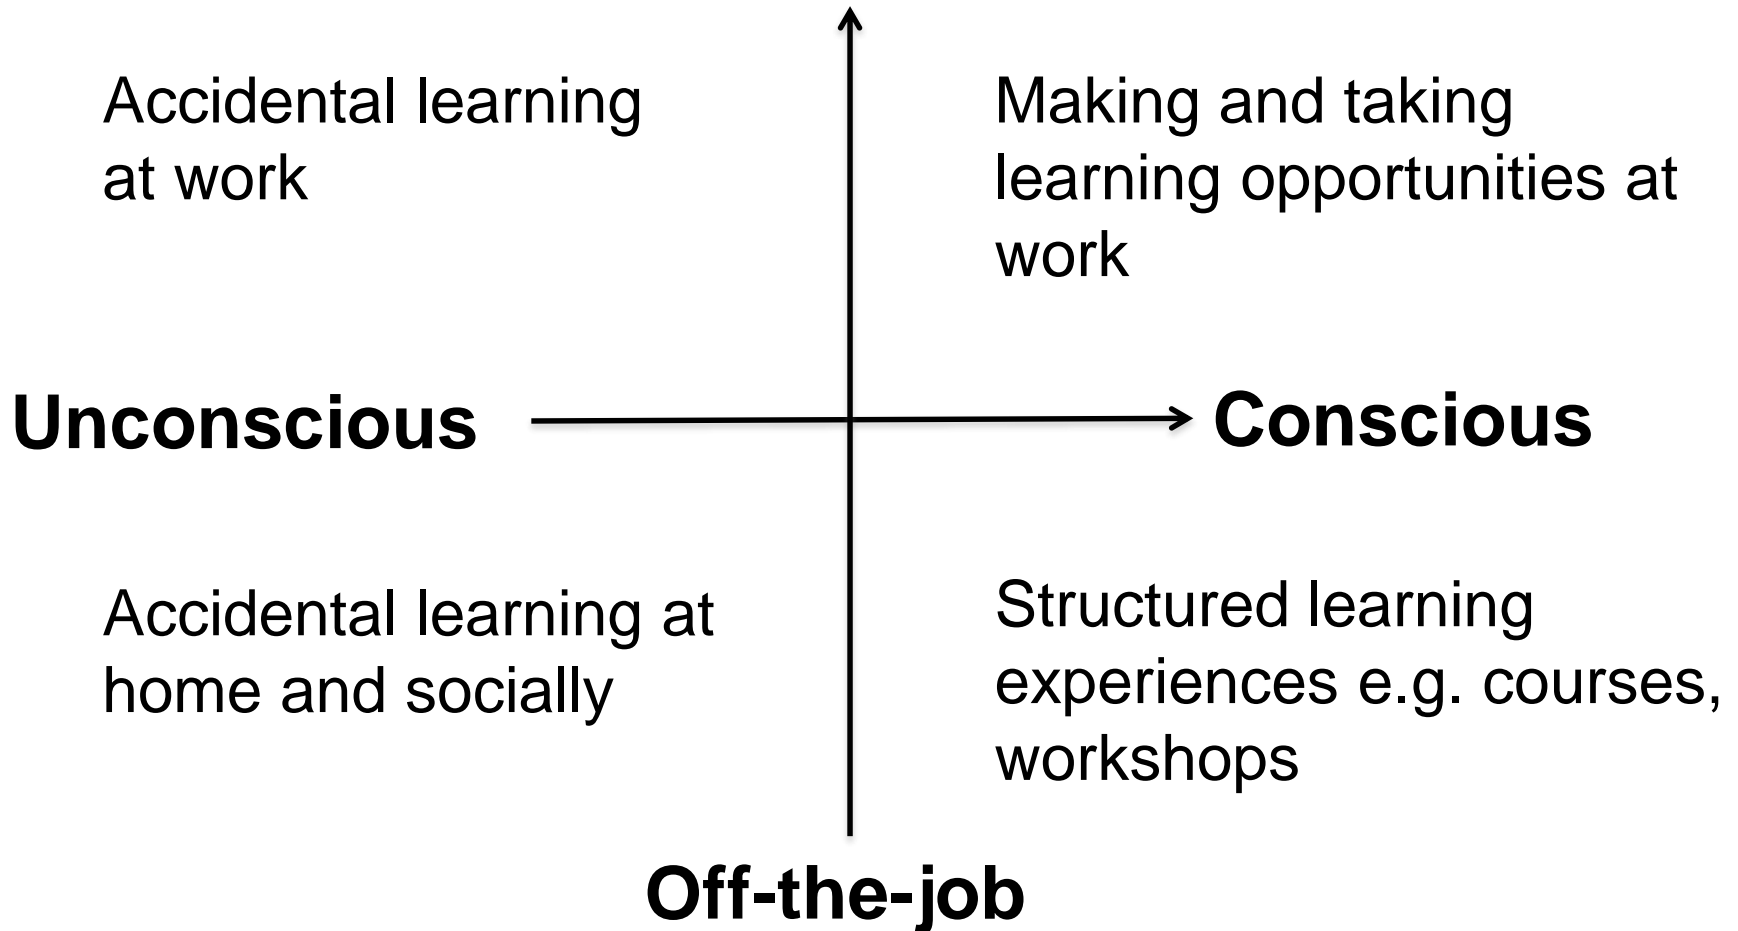 Accidental learning
at work
Making and taking
learning opportunities at
work
Unconscious
Conscious
Accidental learning at
home and socially
Structured learning
experiences e.g. courses,
workshops
Off-the-job